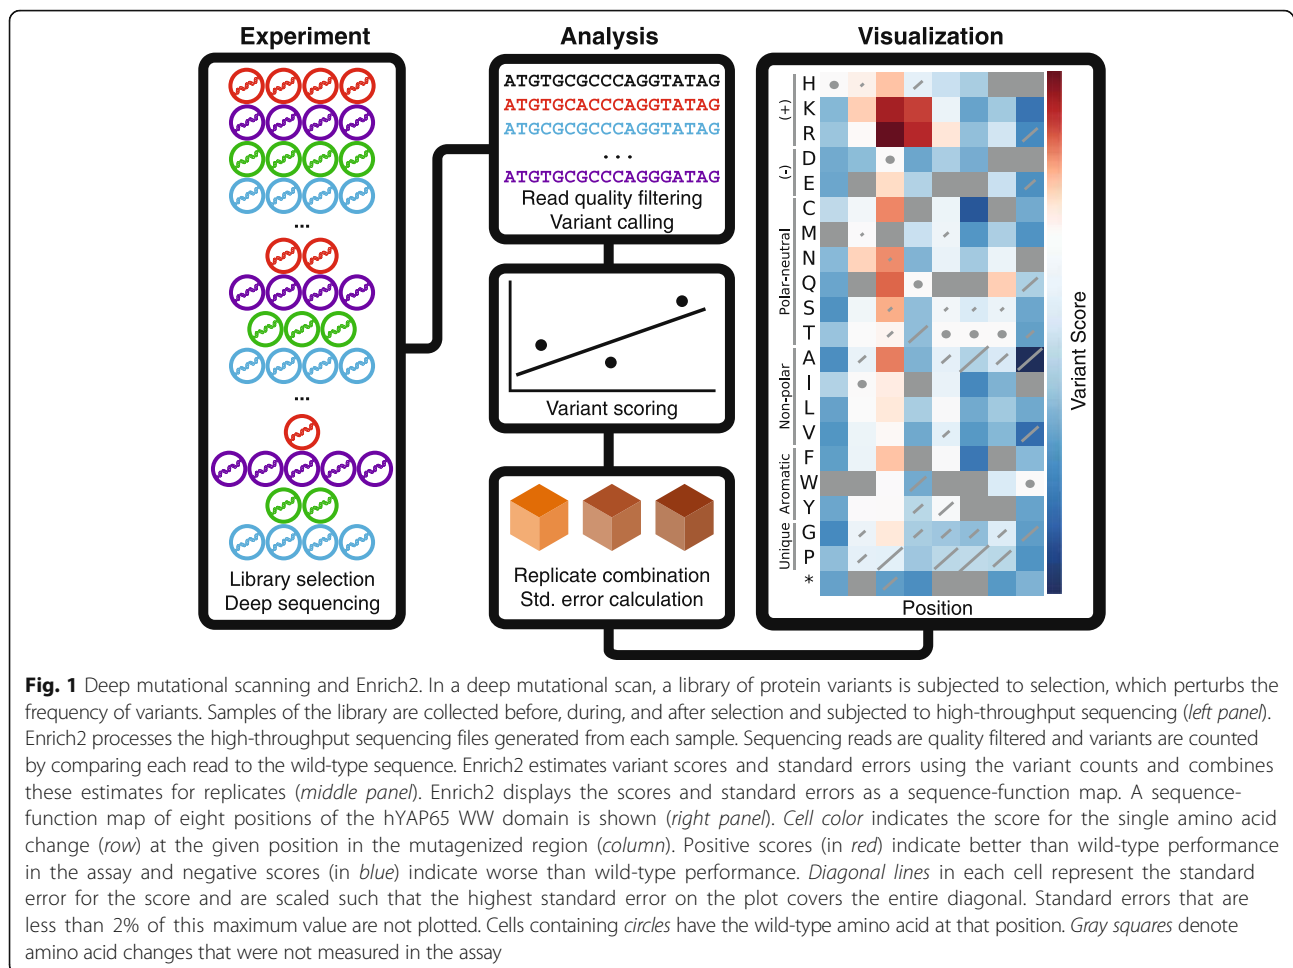 Experiment
Analysis
Visualization
...
...
Library selection
Deep sequencing
ATGTGCGCCCAGGTATAG
ATGTGCACCCAGGTATAG
ATGCGCGCCCAGGTATAG
...
ATGTGCGCCCAGGGATAG
Read quality filtering
Variant calling
Variant scoring
Replicate combination
Std. error calculation
(+)
(-)
Polar-neutral
Non-polar
Aromatic
Unique
H
K
R
D
E
C
M
N
Q
S
T
A
I
L
V
F
W
Y
G
P
*
Position
Variant Score
Fig. 1 Deep mutational scanning and Enrich2. In a deep mutational scan, a library of protein variants is subjected to selection, which perturbs the
frequency of variants. Samples of the library are collected before, during, and after selection and subjected to high-throughput sequencing (left panel).
Enrich2 processes the high-throughput sequencing files generated from each sample. Sequencing reads are quality filtered and variants are counted
by comparing each read to the wild-type sequence. Enrich2 estimates variant scores and standard errors using the variant counts and combines
these estimates for replicates (middle panel). Enrich2 displays the scores and standard errors as a sequence-
function map. A sequence-function map of eight positions of the hYAP65 WW domain is shown (right panel). Cell color indicates the score for the single amino acid
change (row) at the given position in the mutagenized region (column). Positive scores (in red) indicate better than wild-type performance
in the assay and negative scores (in blue) indicate worse than wild-type performance. Diagonal lines in each cell represent the standard
error for the score and are scaled such that the highest standard error on the plot covers the entire diagonal. Standard errors that are
less than 2% of this maximum value are not plotted. Cells containing circles have the wild-type amino acid at that position. Gray squares denote
amino acid changes that were not measured in the assay